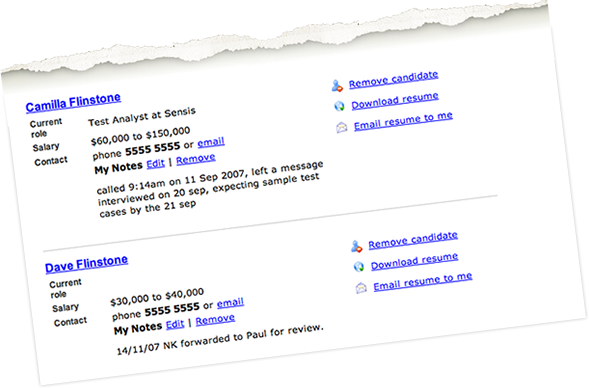 Camilla Flinstone
Current role Test Analyst at Sensis
Salary $60,000 to $150,000
Contact phone 5555 5555 or email
My Notes Edit | Remove
called 9:14am on 11 Sep 2007, left a message
interviewed on 20 sep, expecting sample test
cases by the 21 sep
Remove candidate
Download resume
Email resume to me
Dave Flinstone
Current role
Salary $30,000 to $40,000
Contact phone 5555 5555 or email
My Notes Edit | Remove
14/11/07 NK forwarded to Paul for review.
Remove candidate
Download resume
Email resume to me